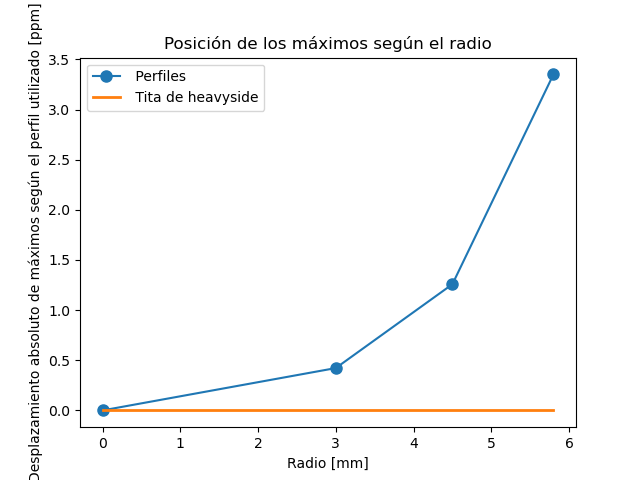 Posición de los máximos según el radio
Desplazamiento absoluto de máximos según el perfil utilizado [ppm]
3.5
3.0
2.5
2.0
1.5
1.0
0.5
0.0
Perfiles
Tita de heavyside
0 1 2 3 4 5 6
Radio [mm]